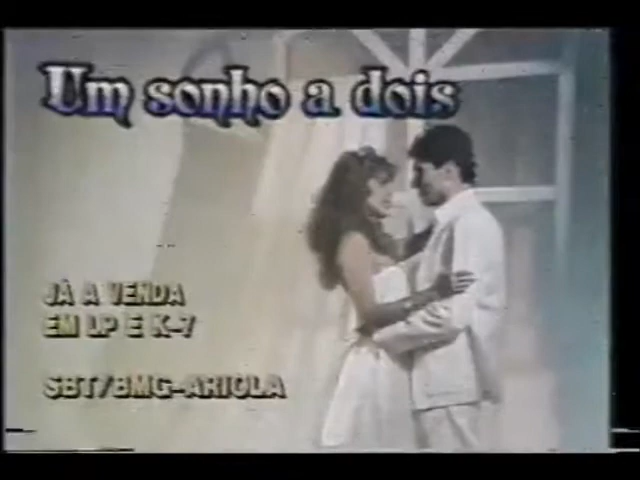 Um sonho a dois
JÁ A VENDA
EM LP E K-7
SBT/BMG-ARIOLA